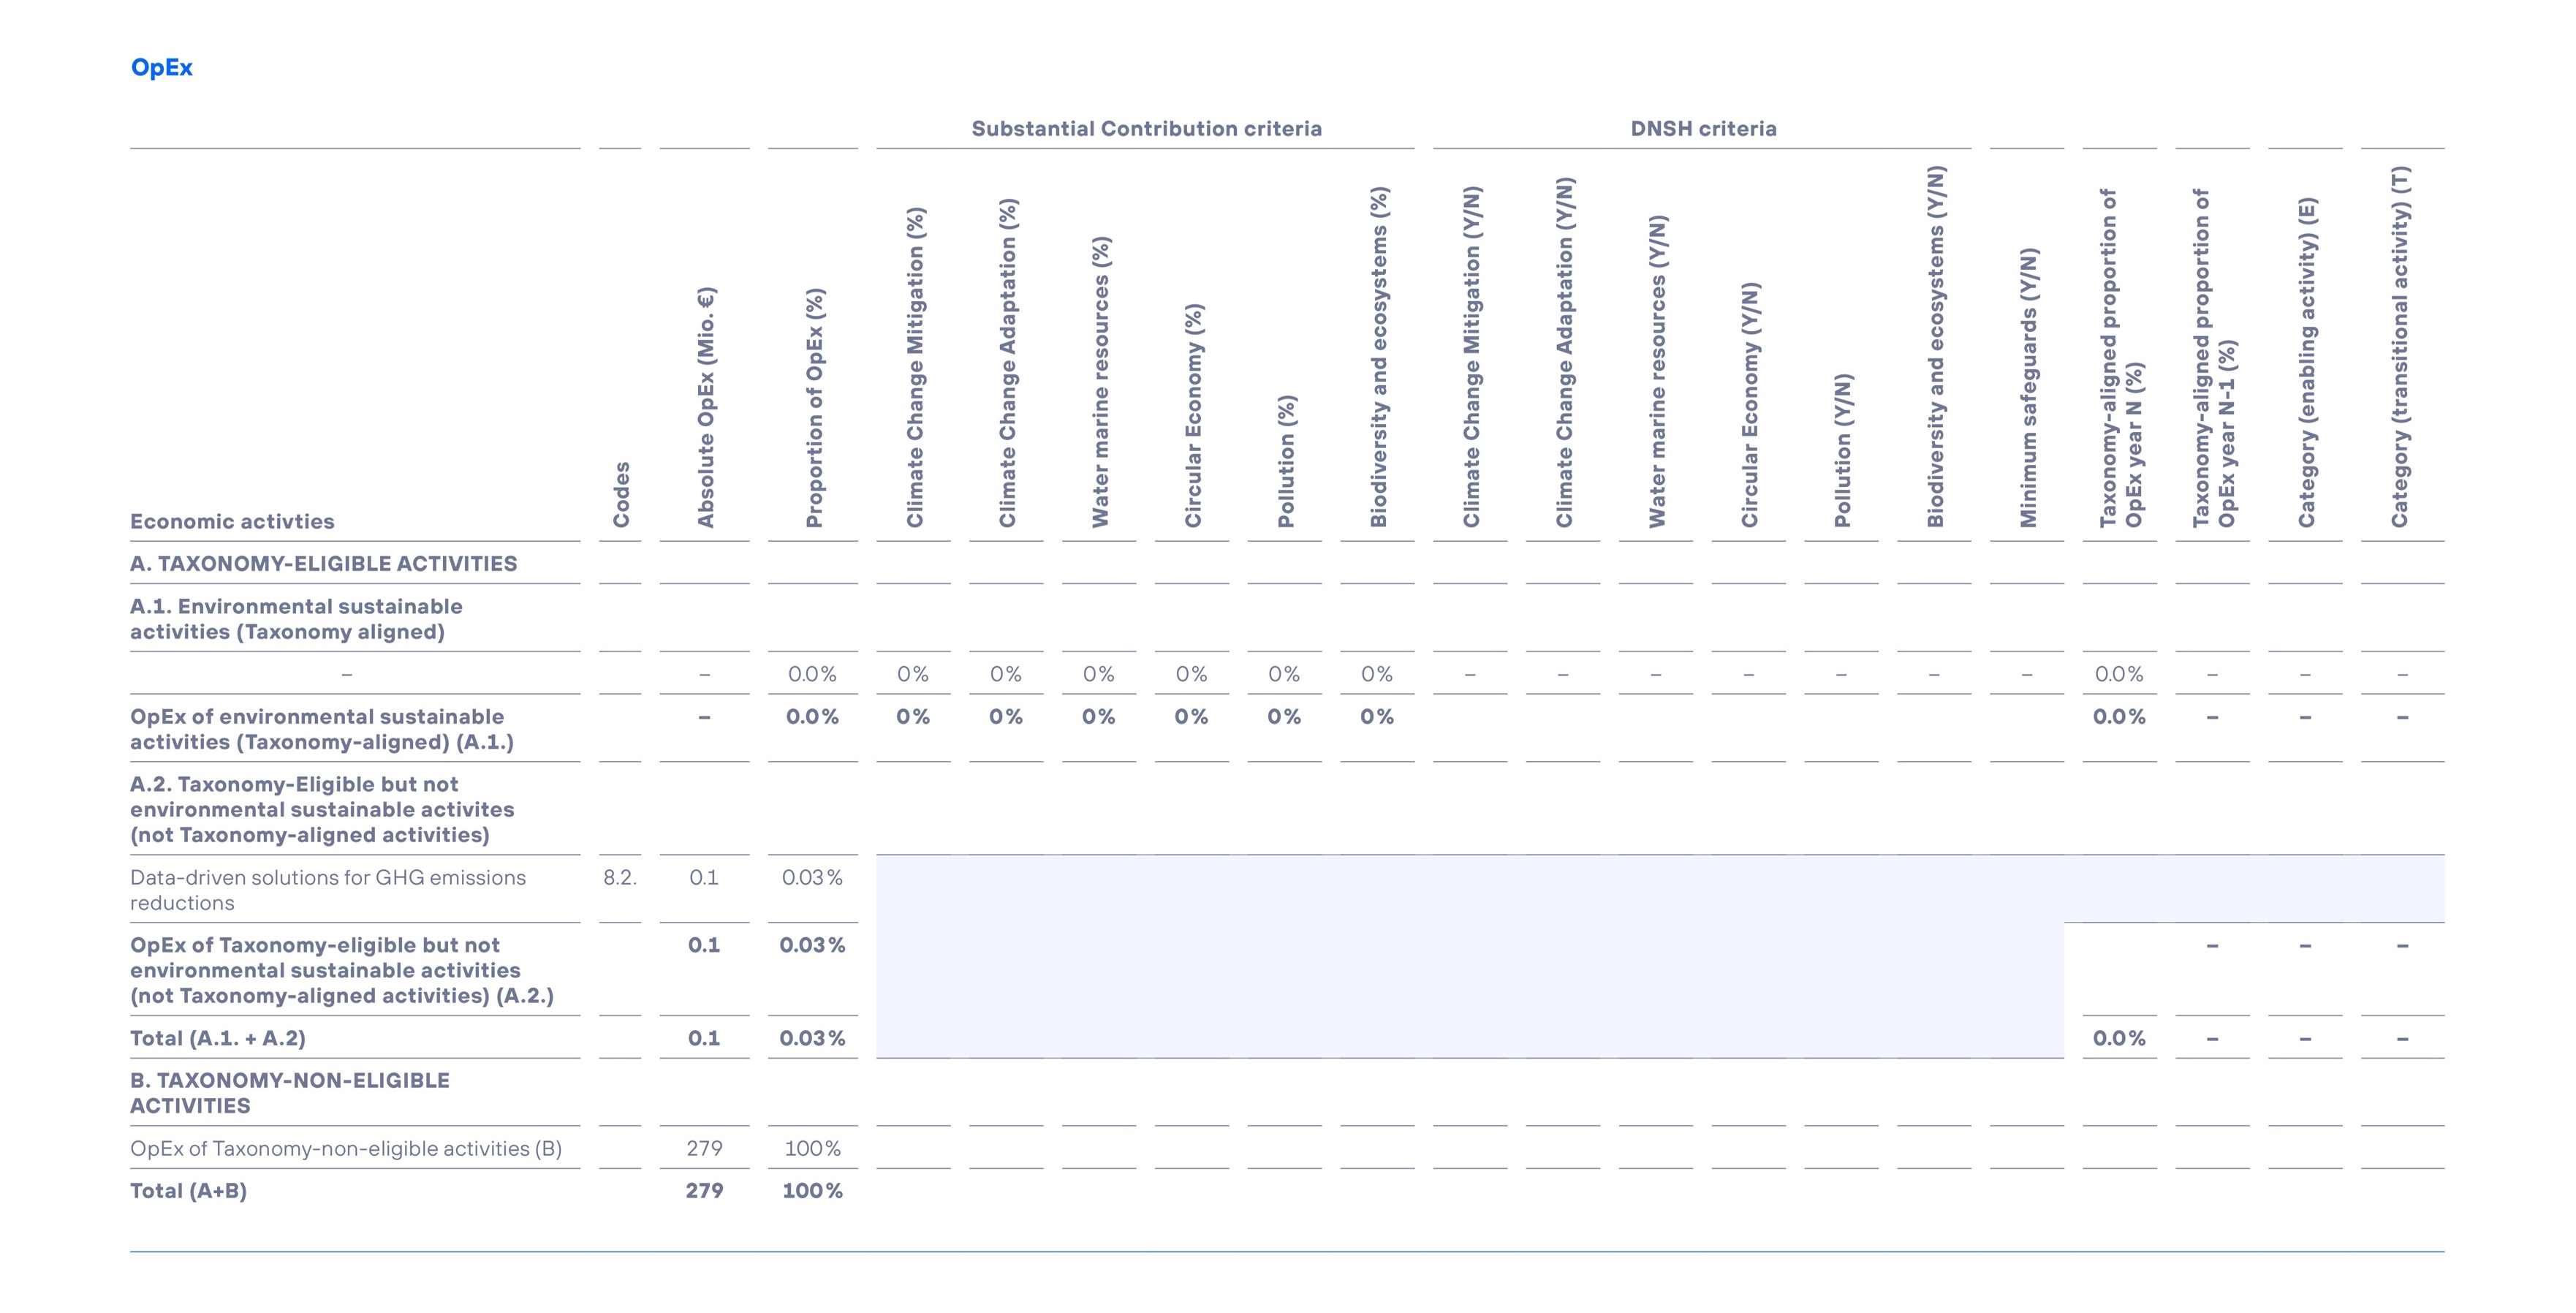 OpEx
Substantial Contribution criteria DNSH criteria
Economic activties
Codes
Absolute OpEx (Mio. €)
Proportion of OpEx (%)
Climate Change Mitigation (%)
Climate Change Adaptation (%)
Water marine resources (%)
Circular Economy (%)
Pollution (%)
Biodiversity and ecosystems (%)
Climate Change Mitigation (Y/N)
Climate Change Adaptation (Y/N)
Water marine resources (Y/N)
Circular Economy (Y/N)
Pollution (Y/N)
Biodiversity and ecosystems (Y/N)
Minimum safeguards (Y/N)
Taxonomy-aligned proportion of
OpEx year N (%)
Taxonomy-aligned proportion of
OpEx year N-1 (%)
Category (enabling activity) (E)
Category (transitional activity) (T)
A. TAXONOMY-ELIGIBLE ACTIVITIES
A.1. Environmental sustainable
activities (Taxonomy aligned)
– – 0.0% 0% 0% 0% 0% 0% 0% – – – – – – – 0.0% – – –
OpEx of environmental sustainable – 0.0% 0% 0% 0% 0% 0% 0% 0.0% – – –
activities (Taxonomy-aligned) (A.1.)
A.2. Taxonomy-Eligible but not
environmental sustainable activites
(not Taxonomy-aligned activities)
Data-driven solutions for GHG emissions 8.2. 0.1 0.03%
reductions
OpEx of Taxonomy-eligible but not 0.1 0.03% – – –
environmental sustainable activities
(not Taxonomy-aligned activities) (A.2.)
Total (A.1. + A.2) 0.1 0.03% 0.0% – – –
B. TAXONOMY-NON-ELIGIBLE
ACTIVITIES
OpEx of Taxonomy-non-eligible activities (B) 279 100%
Total (A+B) 279 100%